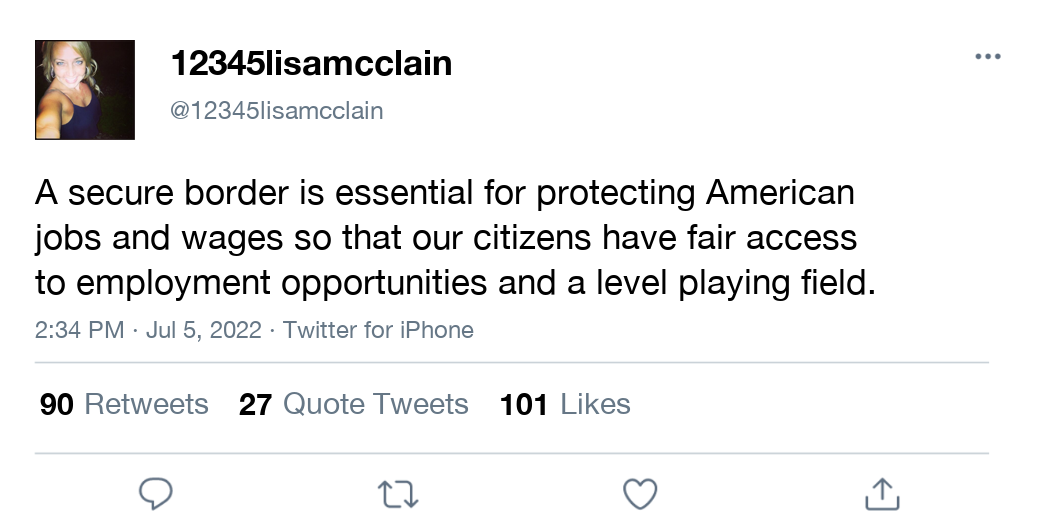 12345lisamcclain
@12345lisamcclain
A secure border is essential for protecting American
jobs and wages so that our citizens have fair access
to employment opportunities and a level playing field.
2:34 PM · Jul 5, 2022 · Twitter for iPhone
90 Retweets 27 Quote Tweets 101 Likes